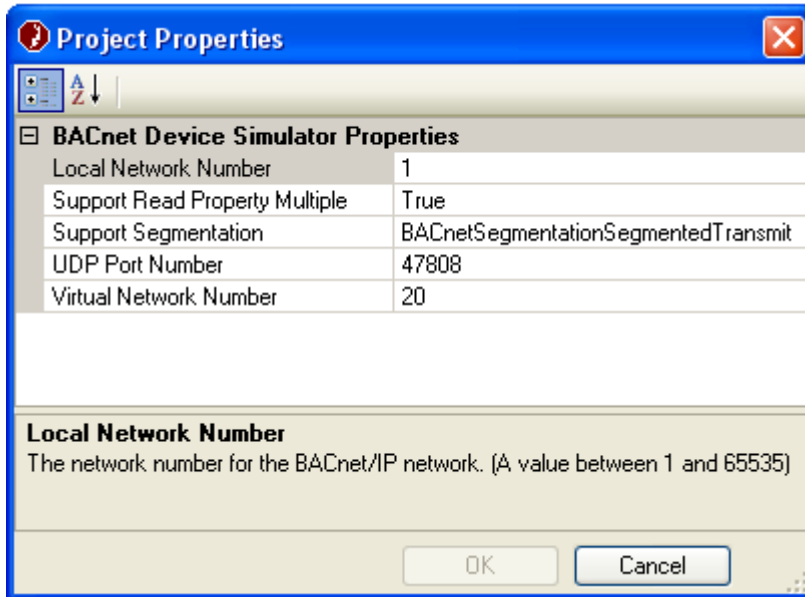 Project Properties
A Z
BACnet Device Simulator Properties
Local Network Number 1
Support Read Property Multiple True
Support Segmentation BACnetSegmentationSegmentedTransmit
UDP Port Number 47808
Virtual Network Number 20
Local Network Number
The network number for the BACnet/IP network. (A value between 1 and 65535)
OK Cancel